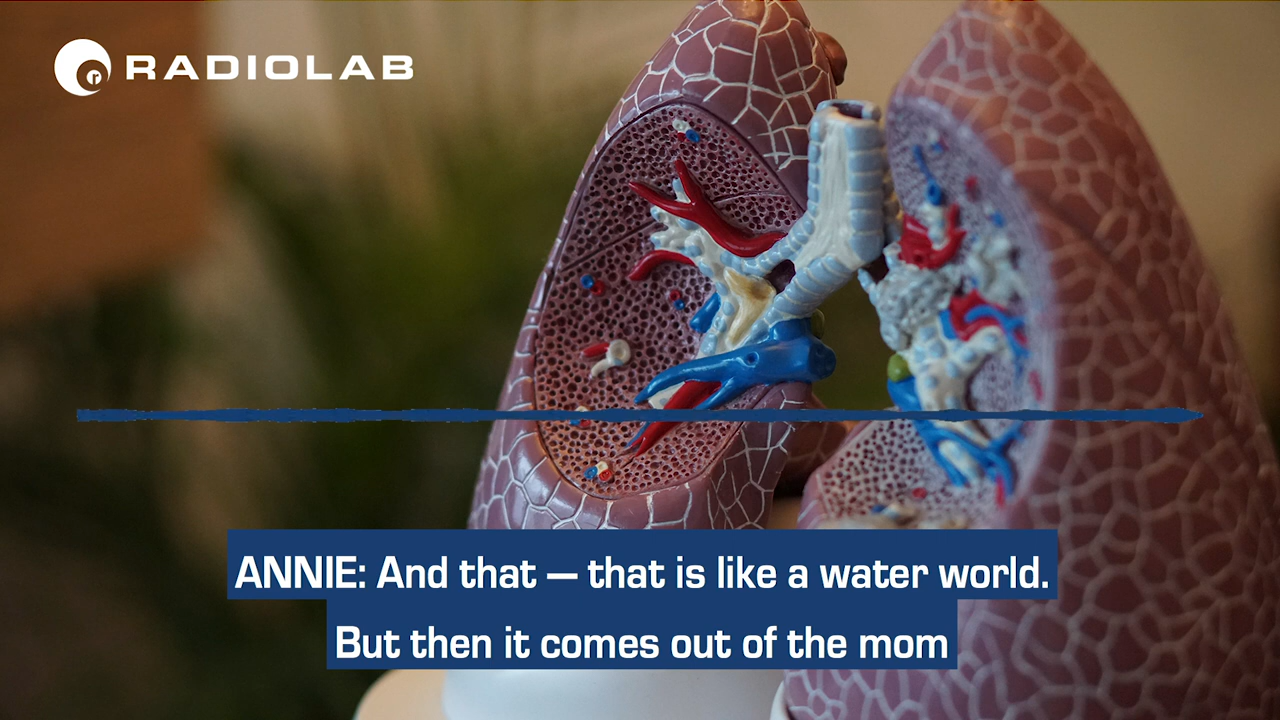 RADIOLAB
ANNIE: And that — that is like a water world.
But then it comes out of the mom